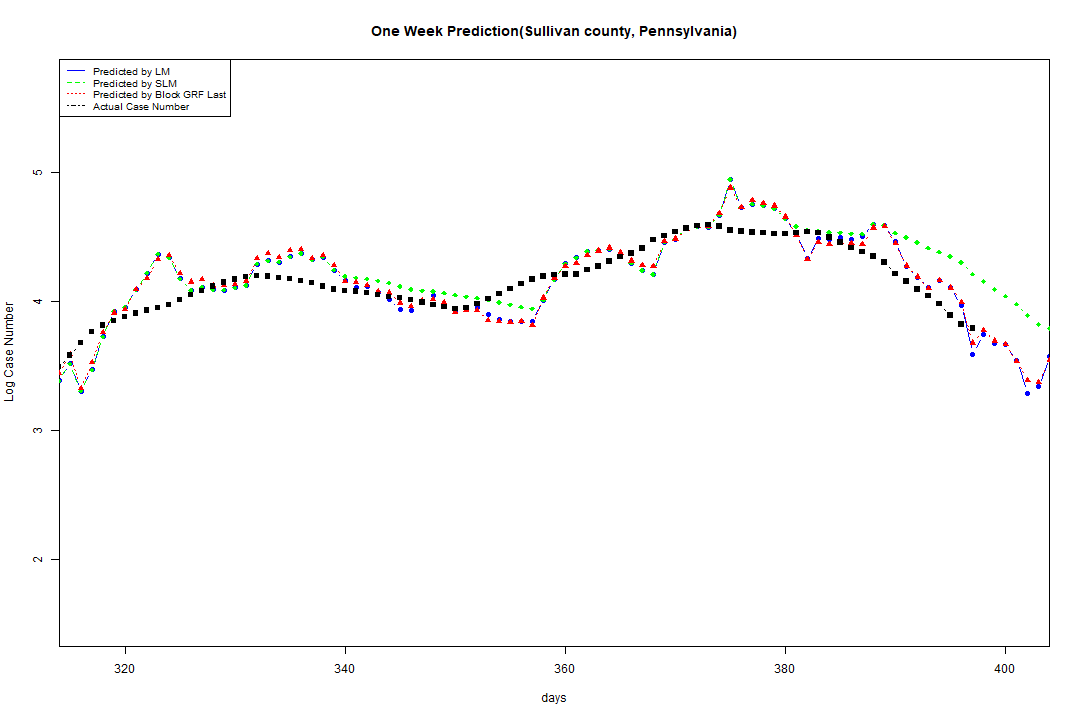 One Week Prediction(Sullivan county, Pennsylvania)
Predicted by LM
Predicted by SLM
Predicted by Block GRF Last
Actual Case Number
5
4
3
2
Log Case Number
320 340 360 380 400
days